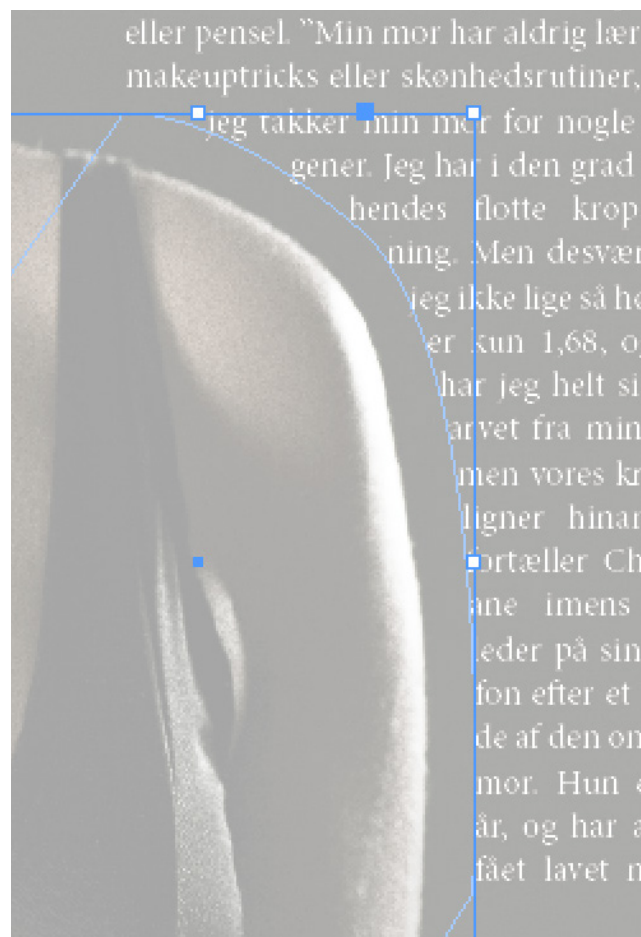 eller pensel. ”Min mor har aldrig lær
makeuptricks eller skønhedsrutiner,
jeg takker min mor for nogle
gener. Jeg har i den grad
hendes flotte krop
ning. Men desvær
jeg ikke lige så hø
er kun 1,68, o
har jeg helt si
arvet fra min
men vores kr
ligner hinar
fortæller Ch
ane imens
leder på sin
fon efter et
de af den om
mor. Hun e
år, og har a
fået lavet n